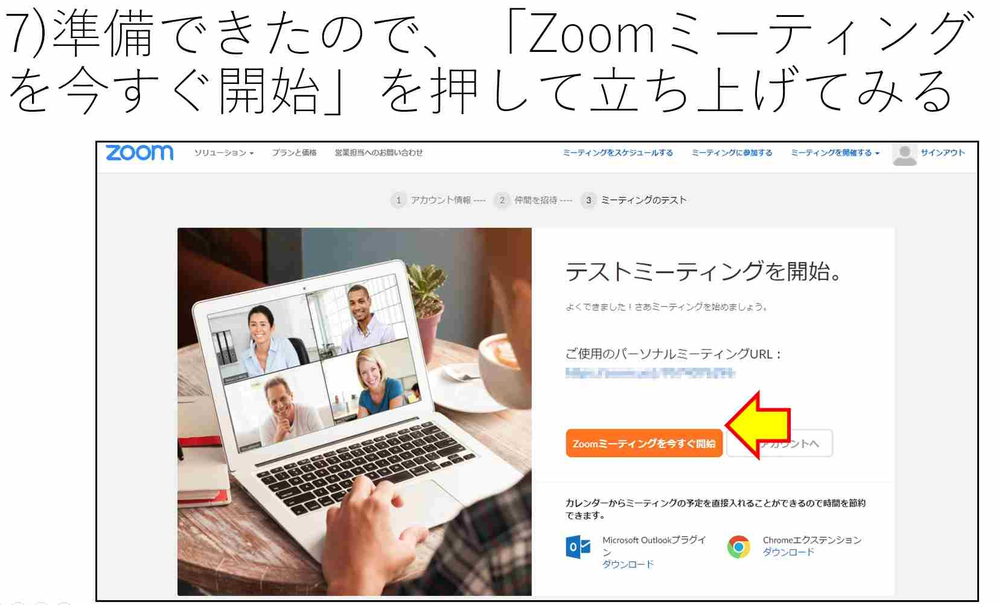 7)準備できたので、「Zoomミーティング
を今すぐ開始」を押して立ち上げてみる
zoom ソリューション プランと価格 営業担当へのお問い合わせ ミーティングをスケジュールする ミーティングに参加する ミーティングを開催する サインアウト
1 アカウント情報 ---- 2 仲間を招待 ---- 3 ミーティングのテスト
テストミーティングを開始。
よくできました！さあミーティングを始めましょう。
ご使用のパーソナルミーティングURL：
Zoomミーティングを今すぐ開始 アカウントへ
カレンダーからミーティングの予定を直接入れることができるので時間を節約
できます。
Microsoft Outlookプラグイ
ン
ダウンロード
Chromeエクステンション
ダウンロード